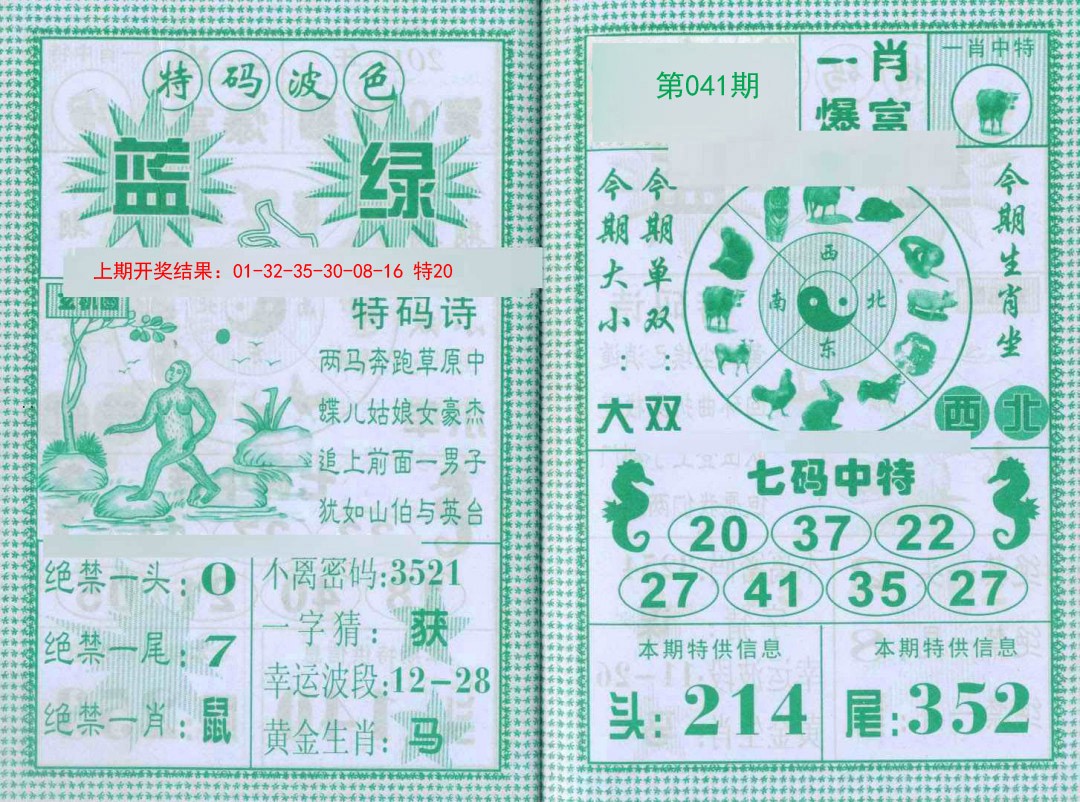 特码波色
蓝 绿
上期开奖结果：01-32-35-30-08-16 特20
玄机图
特码诗
两马奔跑草原中
蝶儿姑娘女豪杰
追上前面一男子
犹如山伯与英台
绝禁一头:0
绝禁一尾:7
绝禁一肖:鼠
不离密码:3521
一字猜:获
幸运波段:12-28
黄金生肖:马
第041期
一肖
爆富
一肖中特
今期大小:大
今期单双:双
西
南 北
东
今期生肖坐
西北
七码中特
20 37 22
27 41 35 27
本期特供信息
头:214
本期特供信息
尾:352